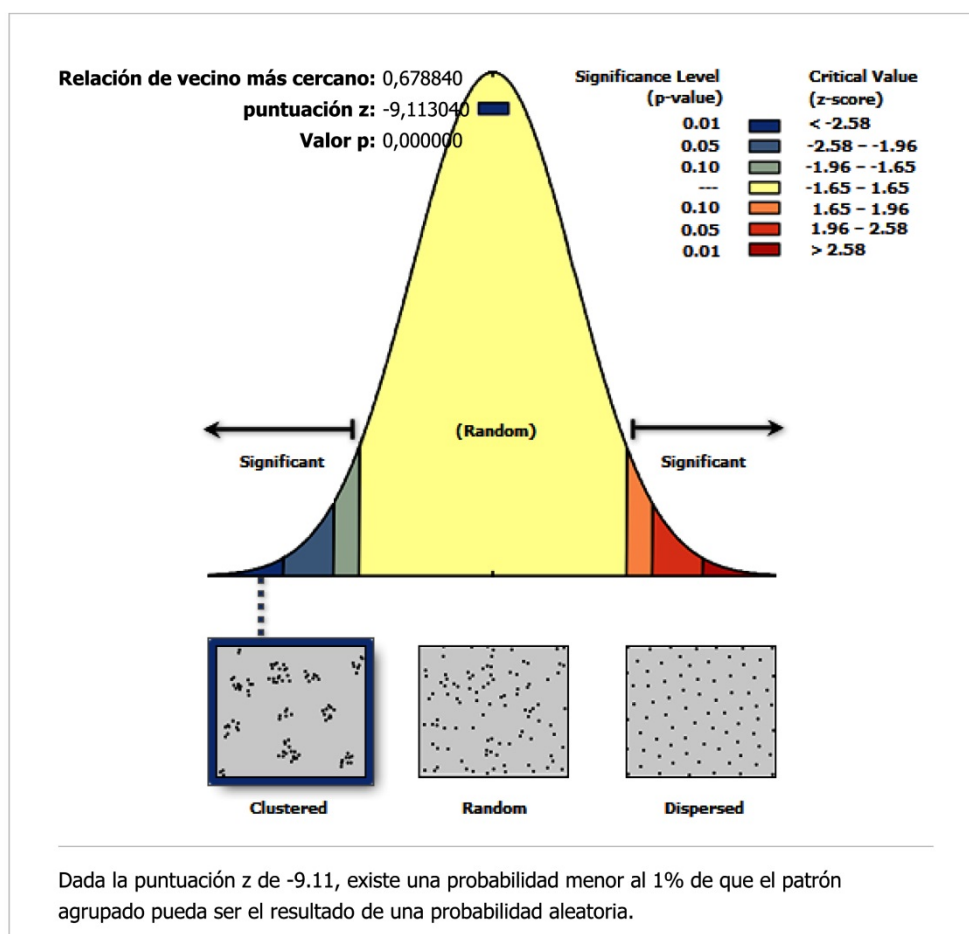 Relación de vecino más cercano: 0,678840
puntuación z: -9,113040
Valor p: 0,000000
Significance Level
(p-value)
Critical Value
(z-score)
0.01 < -2.58
0.05 -2.58 – -1.96
0.10 -1.96 – -1.65
--- -1.65 – 1.65
0.10 1.65 – 1.96
0.05 1.96 – 2.58
0.01 > 2.58
(Random)
Significant
Significant
Clustered
Random
Dispersed
Dada la puntuación z de -9.11, existe una probabilidad menor al 1% de que el patrón
agrupado pueda ser el resultado de una probabilidad aleatoria.